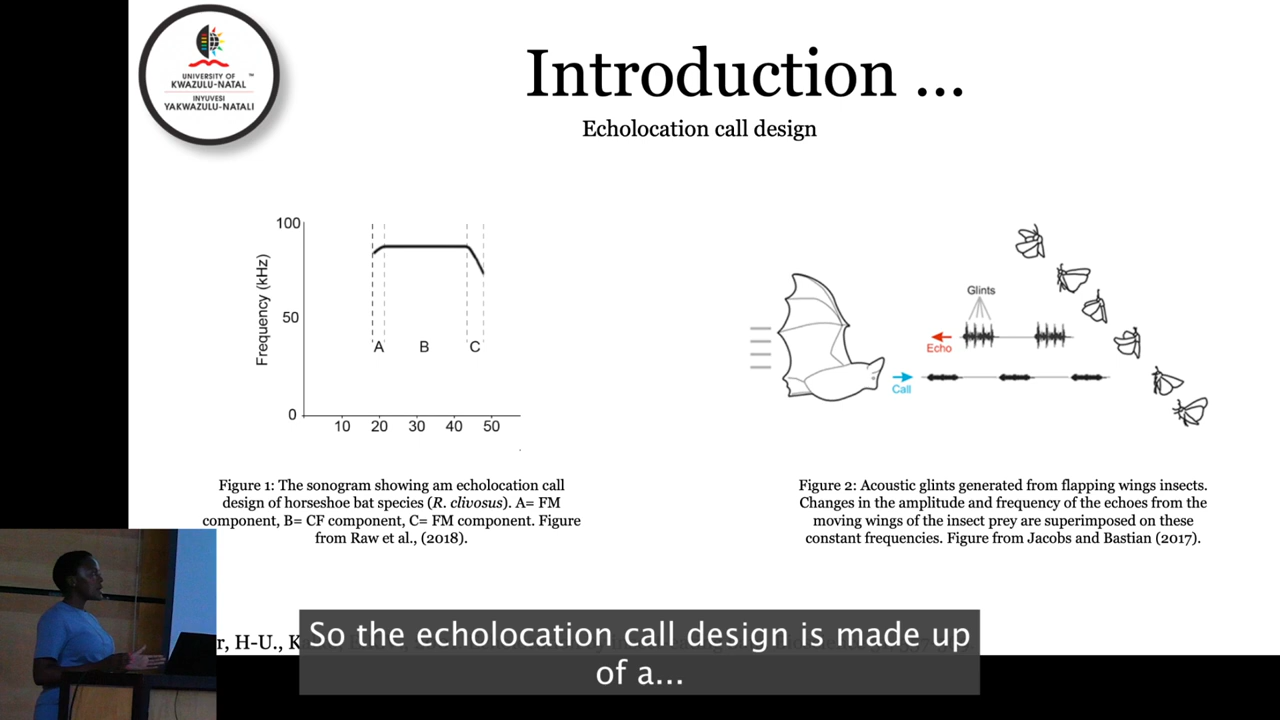 UNIVERSITY OF ™
KWAZULU-NATAL
INYUVESI
YAKWAZULU-NATALI
Introduction ...
Echolocation call design
Frequency (kHz)
100
50
0
A B C
10 20 30 40 50
Glints
Echo
Call
Figure 1: The sonogram showing am echolocation call
design of horseshoe bat species (R. clivosus). A= FM
component, B= CF component, C= FM component. Figure
from Raw et al., (2018).
Figure 2: Acoustic glints generated from flapping wings insects.
Changes in the amplitude and frequency of the echoes from the
moving wings of the insect prey are superimposed on these
constant frequencies. Figure from Jacobs and Bastian (2017).
r, H-U., K
So the echolocation call design is made up
of a...